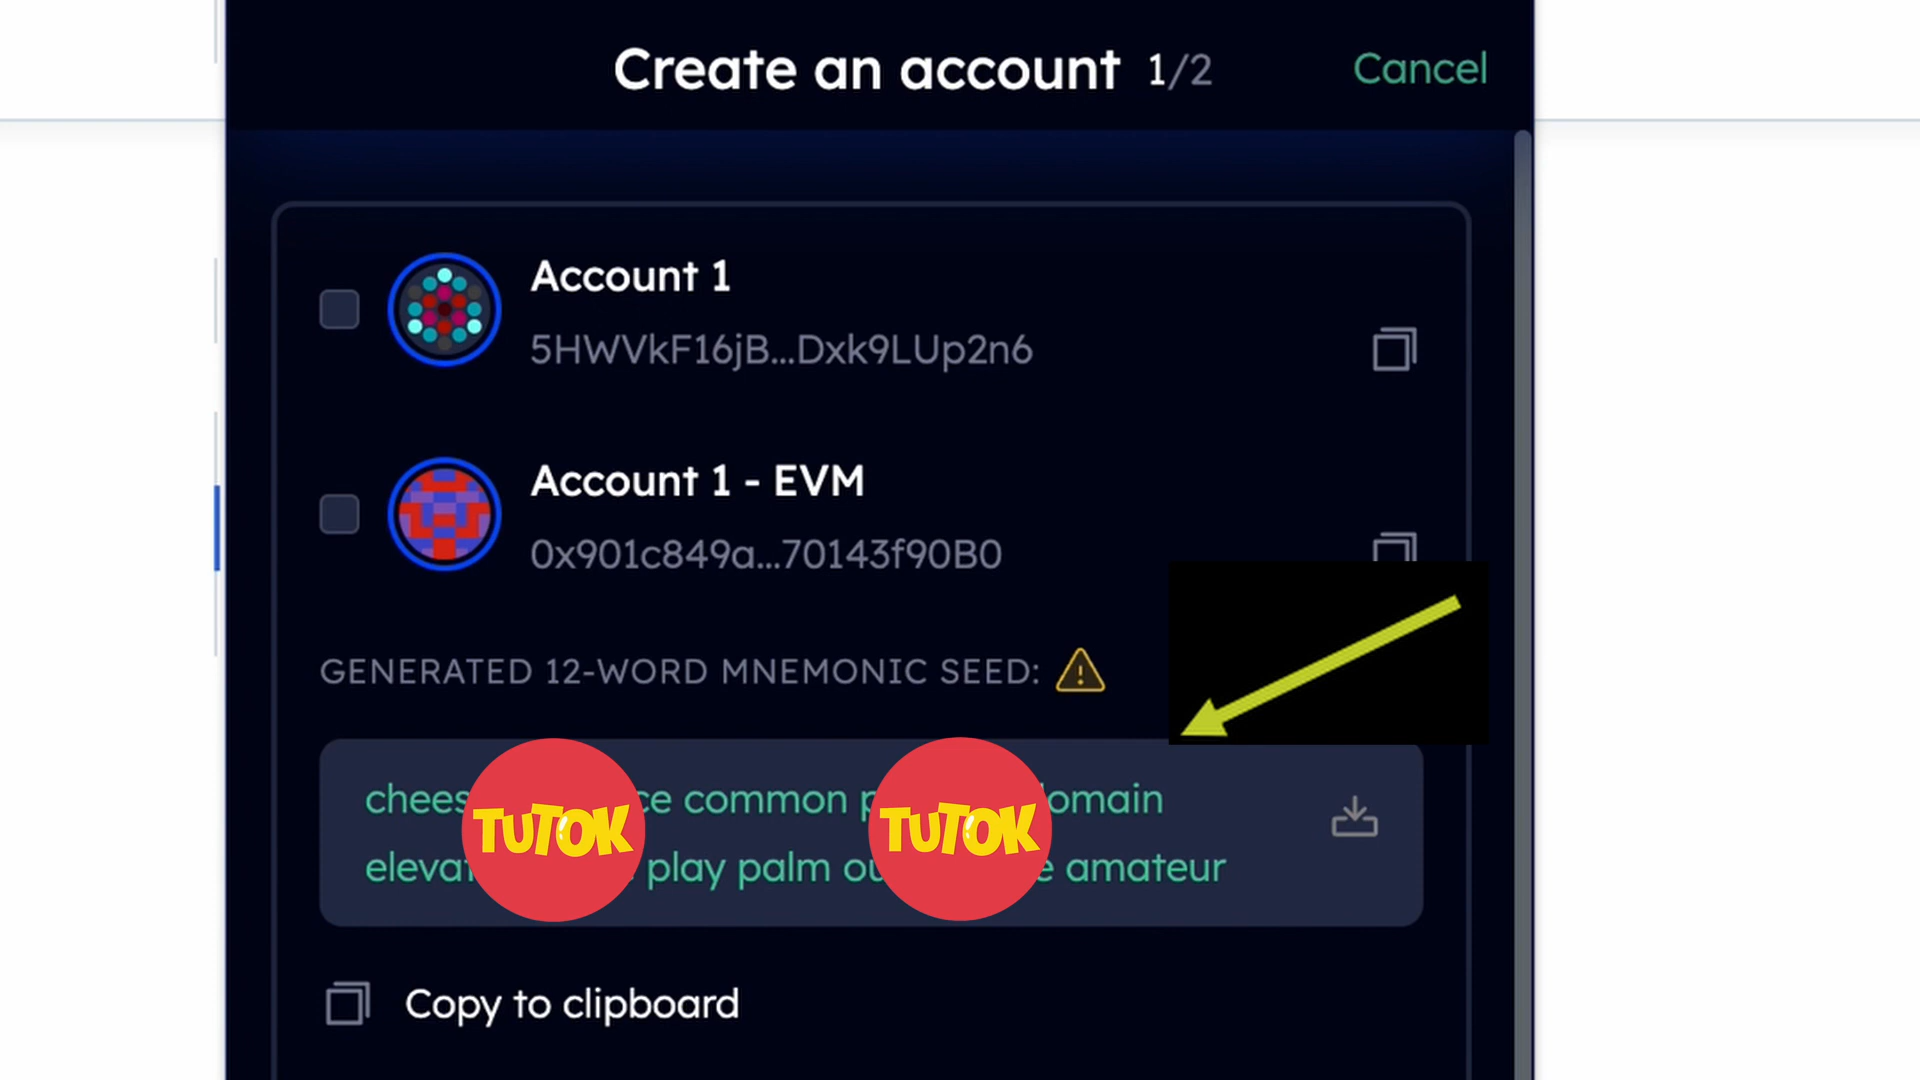 Create an account 1/2 Cancel
Account 1
5HWVkF16jB...Dxk9LUp2n6
Account 1 - EVM
0x901c849a...70143f90B0
GENERATED 12-WORD MNEMONIC SEED:
common
TUTOK TUTOK
play palm amateur
Copy to clipboard